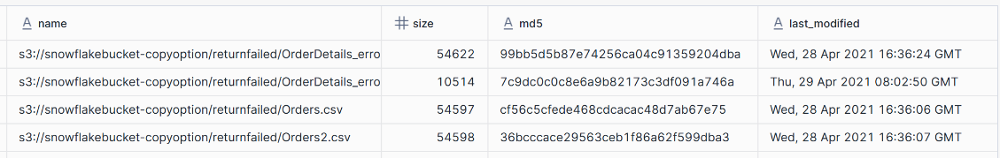 name size md5 last_modified
s3://snowflakebucket-copyoption/returnfailed/OrderDetails_erro 54622 99bb5d5b87e74256ca04c91359204dba Wed, 28 Apr 2021 16:36:24 GMT
s3://snowflakebucket-copyoption/returnfailed/OrderDetails_erro 10514 7c9dc0c0c8e6a9b82173c3df091a746a Thu, 29 Apr 2021 08:02:50 GMT
s3://snowflakebucket-copyoption/returnfailed/Orders.csv 54597 cf56c5cfede468cdcacac48d7ab67e75 Wed, 28 Apr 2021 16:36:06 GMT
s3://snowflakebucket-copyoption/returnfailed/Orders2.csv 54598 36bcccace29563ceb1f86a62f599dba3 Wed, 28 Apr 2021 16:36:07 GMT